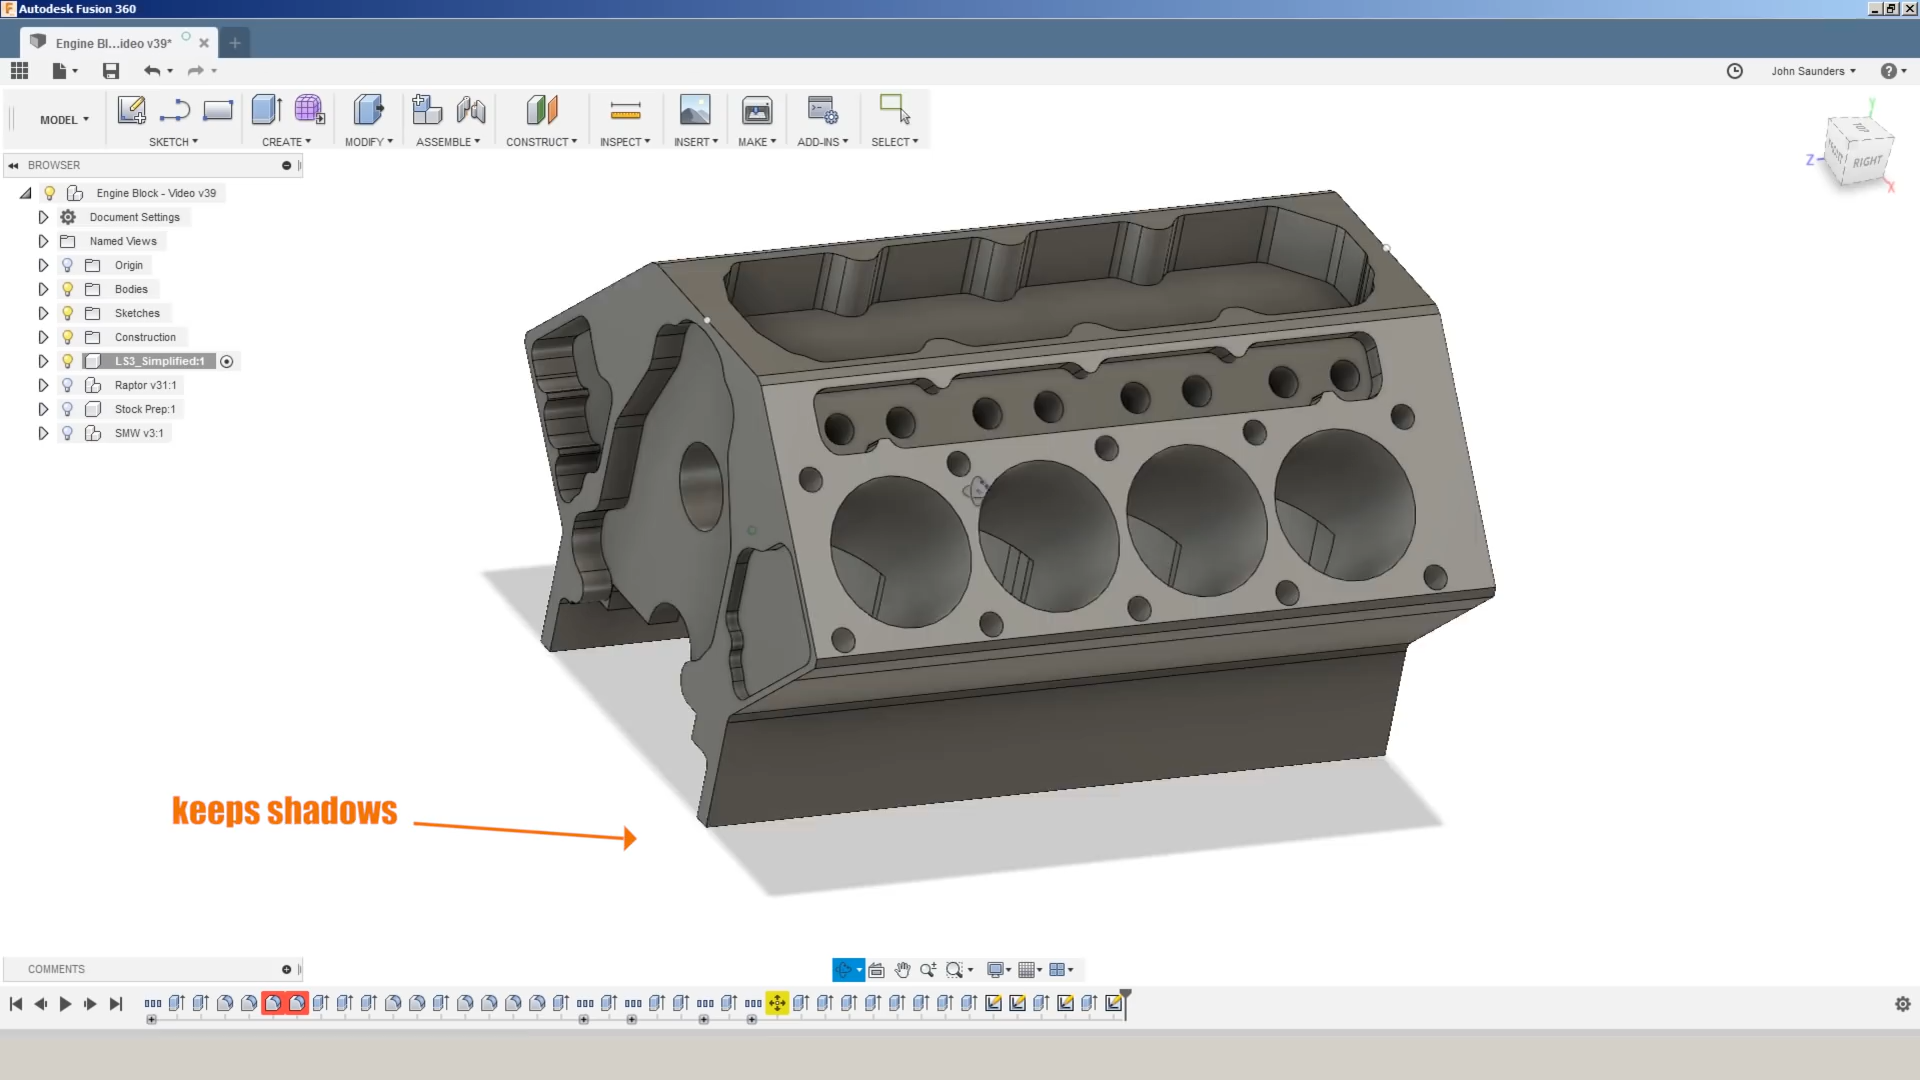 Autodesk Fusion 360
Engine Bl...ideo v39*
John Saunders
MODEL
SKETCH
CREATE
MODIFY
ASSEMBLE
CONSTRUCT
INSPECT
INSERT
MAKE
ADD-INS
SELECT
TOP
RIGHT
Z
Y
X
BROWSER
Engine Block - Video v39
Document Settings
Named Views
Origin
Bodies
Sketches
Construction
LS3_Simplified:1
Raptor v31:1
Stock Prep:1
SMW v3:1
keeps shadows
COMMENTS